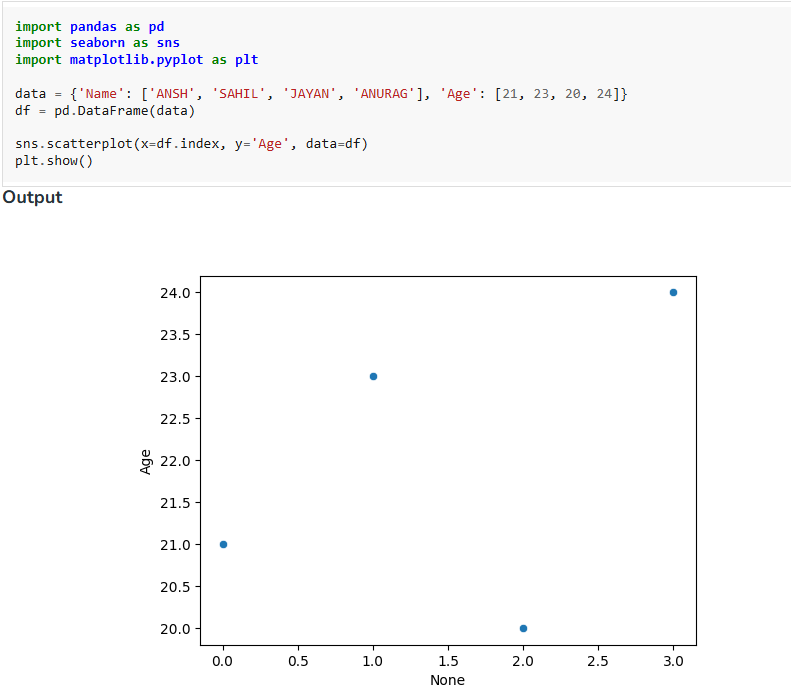 import pandas as pd
import seaborn as sns
import matplotlib.pyplot as plt
data = {'Name': ['ANSH', 'SAHIL', 'JAYAN', 'ANURAG'], 'Age': [21, 23, 20, 24]}
df = pd.DataFrame(data)
sns.scatterplot(x=df.index, y='Age', data=df)
plt.show()
Output
24.0
23.5
23.0
22.5
22.0
21.5
21.0
20.5
20.0
Age
0.0 0.5 1.0 1.5 2.0 2.5 3.0
None